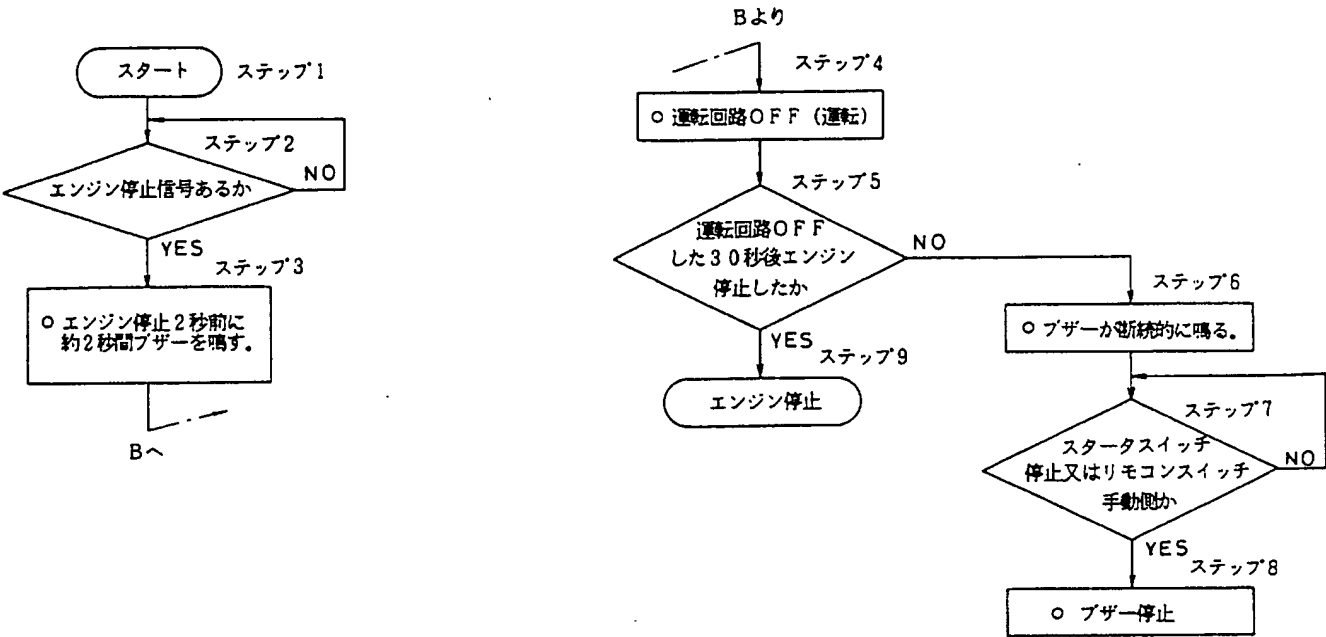 スタート
ステップ1
ステップ2
エンジン停止信号あるか
NO
YES
ステップ3
○ エンジン停止2秒前に
約2秒間ブザーを鳴す。
Bへ
Bより
ステップ4
○ 運転回路OFF (運転)
ステップ5
運転回路OFF
した30秒後エンジン
停止したか
NO
YES
ステップ9
エンジン停止
ステップ6
○ ブザーが断続的に鳴る。
ステップ7
スタータスイッチ
停止又はリモコンスイッチ
手動側か
NO
YES
ステップ8
○ ブザー停止